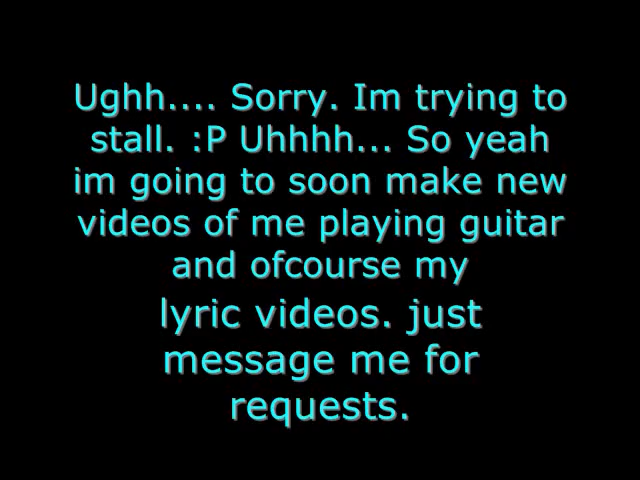 Ughh.... Sorry. Im trying to
stall. :P Uhhhh... So yeah
im going to soon make new
videos of me playing guitar
and ofcourse my
lyric videos. just
message me for
requests.